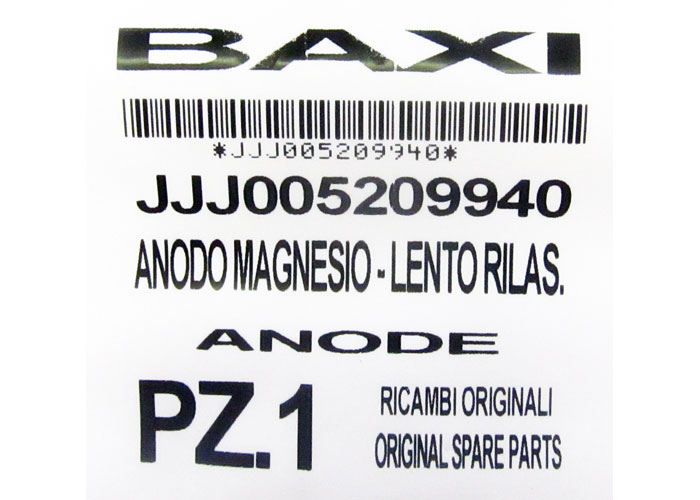 BAXI
*JJJ005209940*
JJJ005209940
ANODO MAGNESIO - LENTO RILAS.
ANODE
PZ.1
RICAMBI ORIGINALI
ORIGINAL SPARE PARTS